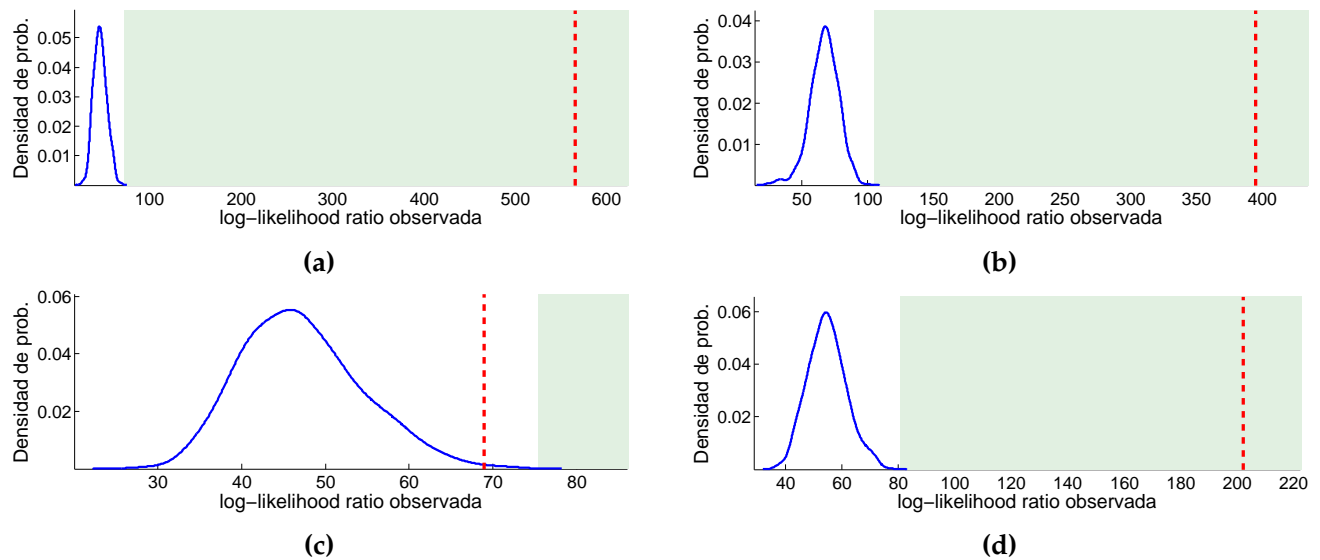 Densidad de prob.
0.05
0.04
0.03
0.02
0.01
100 200 300 400 500 600
log−likelihood ratio observada
(a)
Densidad de prob.
0.04
0.03
0.02
0.01
50 100 150 200 250 300 350 400
log−likelihood ratio observada
(b)
Densidad de prob.
0.06
0.04
0.02
30 40 50 60 70 80
log−likelihood ratio observada
(c)
Densidad de prob.
0.06
0.04
0.02
40 60 80 100 120 140 160 180 200 220
log−likelihood ratio observada
(d)